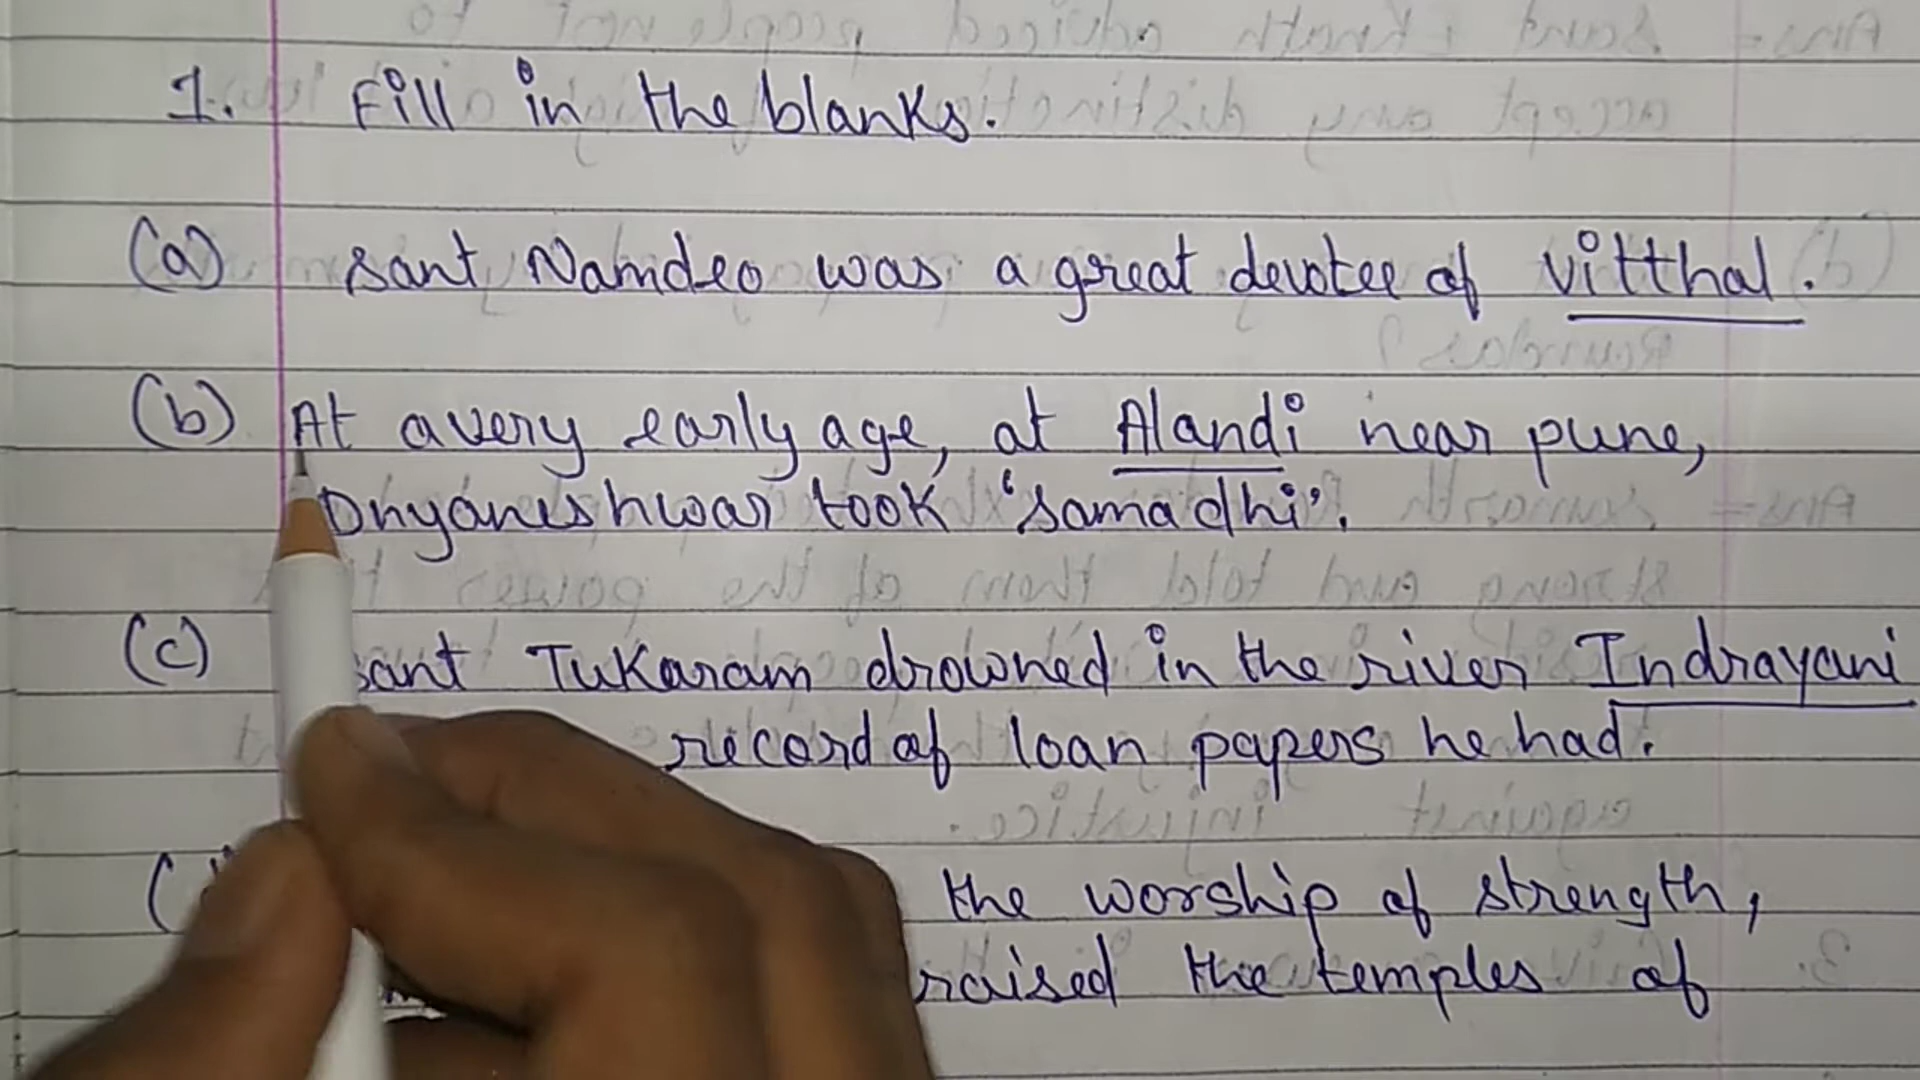 1. Fill in the blanks.
(a) sant Namdeo was a great devotee of vitthal.
(b) At a very early age, at Alandi near pune,
Dnyaneshwar took 'samadhi'.
(c) sant Tukaram drowned in the river Indrayani
record of loan papers he had.
the worship of strength,
raised the temples of